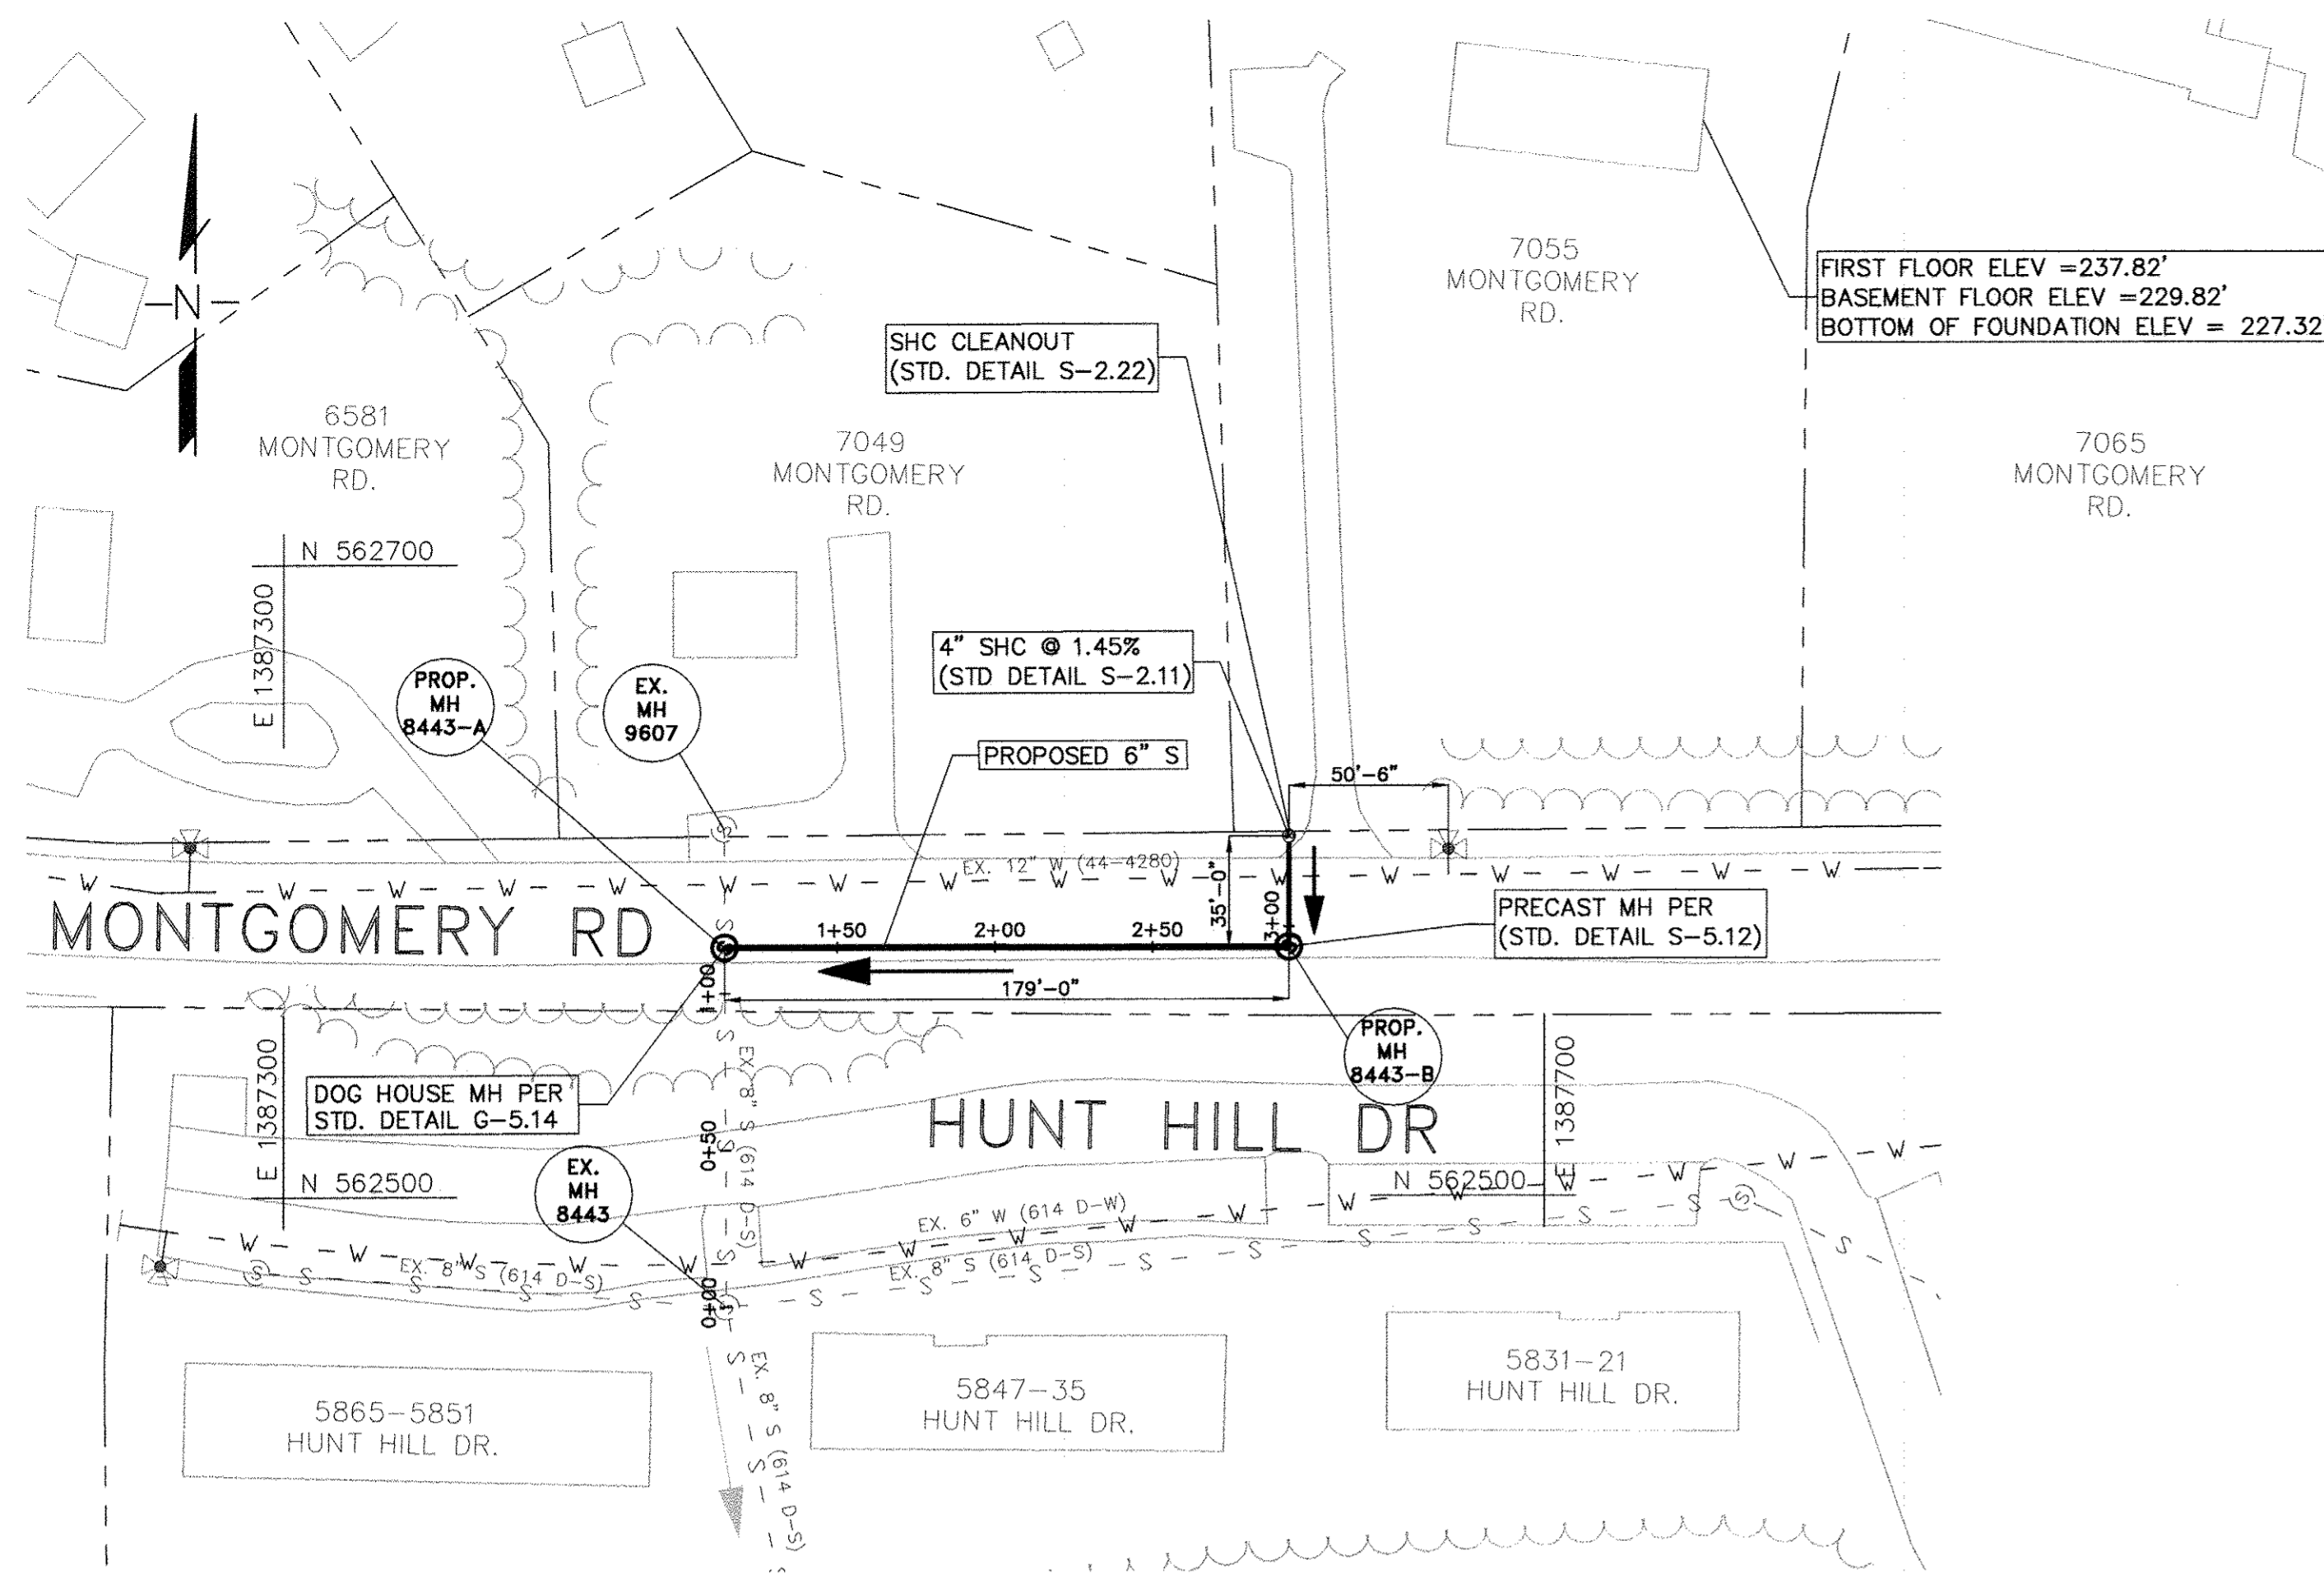 7055
MONTGOMERY
RD.
FIRST FLOOR ELEV =237.82'
BASEMENT FLOOR ELEV =229.82'
BOTTOM OF FOUNDATION ELEV = 227.32
N
SHC CLEANOUT
(STD. DETAIL S-2.22)
6581
MONTGOMERY
RD.
7049
MONTGOMERY
RD.
7065
MONTGOMERY
RD.
N 562700
E 1387300
4" SHC @ 1.45%
(STD DETAIL S-2.11)
PROP.
MH
8443-A
EX.
MH
9607
PROPOSED 6" S
50'-6"
S
EX. 12" W (44-4280)
W W W W W W W W W W W W W W W W W
35'-0"
3+00
MONTGOMERY RD
S
1+50
2+00
2+50
PRECAST MH PER
(STD. DETAIL S-5.12)
1+00
179'-0"
PROP.
MH
8443-B
S
EX. 8" S (614 D-S)
DOG HOUSE MH PER
STD. DETAIL G-5.14
E 1387300
N 562500
0+50
S
HUNT HILL DR
E 1387700
N 562500
EX.
MH
8443
EX. 6" W (614 D-W)
W W W W W W W W W W W W W W W
EX. 8" S (614 D-S)
EX. 8" S (614 D-S)
S S S S S S S S S S S S
0+00
S
S
EX. 8" S (614 D-S)
S
S
5865-5851
HUNT HILL DR.
5847-35
HUNT HILL DR.
5831-21
HUNT HILL DR.